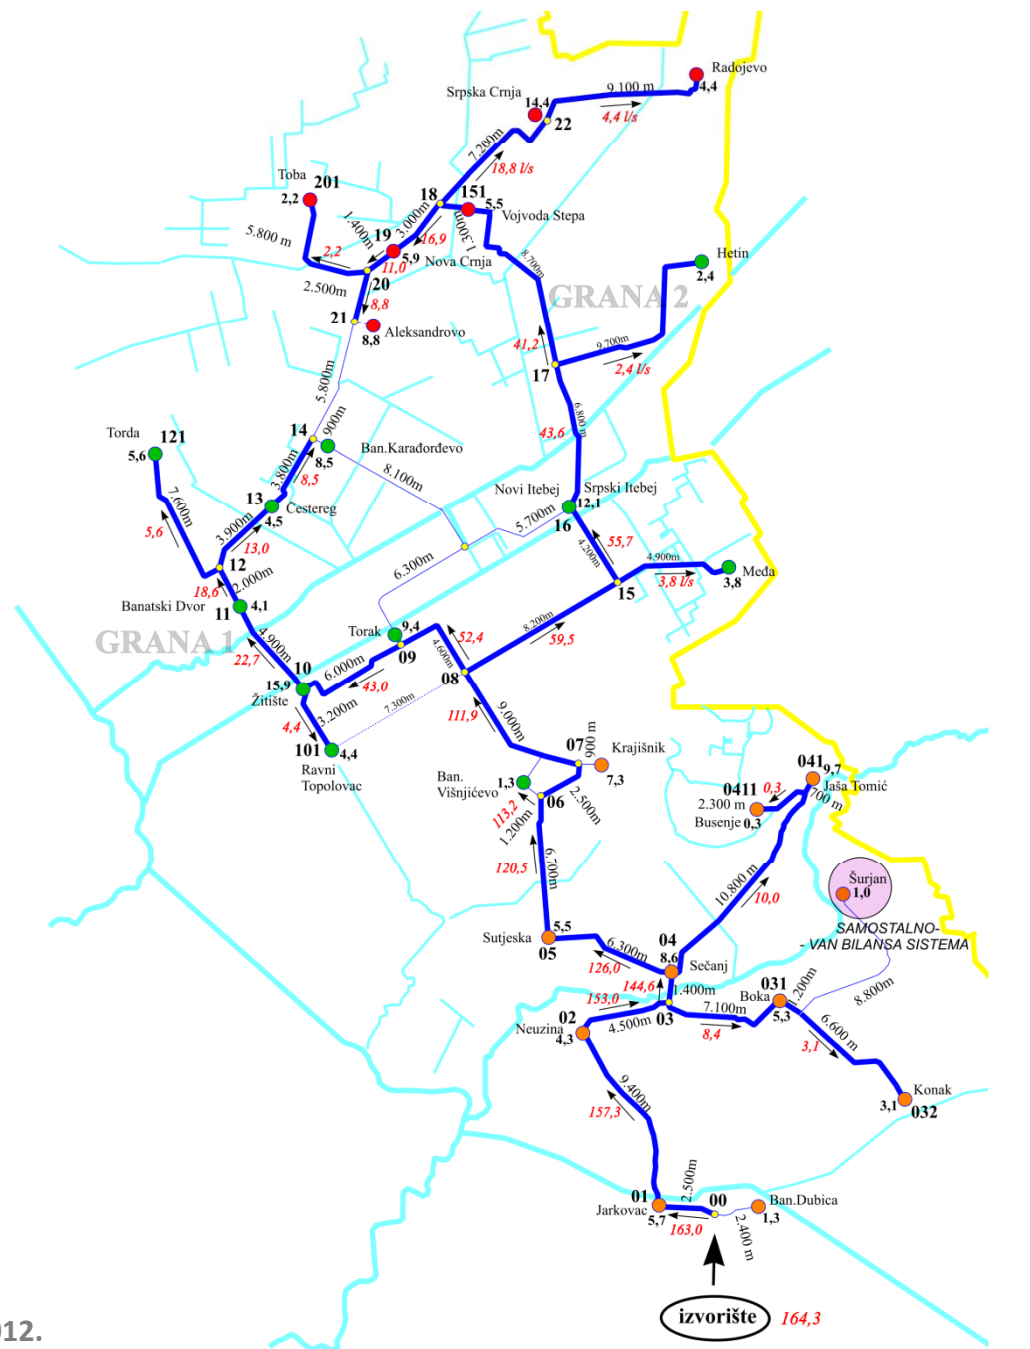 Radojevo
4,4
9.100 m
4,4 l/s
Srpska Crnja
14,4
22
7.200m
18,8 l/s
Toba
201
2,2
18
151
5,5
Vojvoda Stepa
1.300m
3.000m
16,9
1.400m
19
5,9
Nova Crnja
11,0
5.800 m
2,2
2.500m
20
8,8
21
Aleksandrovo
8,8
8.700m
Hetin
2,4
GRANA 2
41,2
9.700m
2,4 l/s
17
6.800 m
43,6
5.800m
14
900m
Ban.Karađorđevo
8,5
3.800m
8,5
8.100m
Torda
121
5,6
7.600m
5,6
13
Čestereg
4,5
3.900m
13,0
12
18,6
2.000m
Novi Itebej
Srpski Itebej
12,1
16
5.700m
55,7
4.200m
6.300m
4.900m
3,8 l/s
Međa
3,8
15
Banatski Dvor
11
4,1
GRANA 1
4.900m
22,7
Torak
9,4
09
52,4
4.600m
8.200m
59,5
10
15,9
Žitište
6.000m
43,0
08
7.300m
3.200m
4,4
101
4,4
Ravni
Topolovac
111,9
9.000m
07
900 m
Krajišnik
7,3
Ban.
Višnjićevo
1,3
06
2.500m
113,2
1.200m
041
9,7
Jaša Tomić
700 m
0411
0,3
2.300 m
Busenje
0,3
6.700m
120,5
10.800 m
10,0
Šurjan
1,0
SAMOSTALNO-
- VAN BILANSA SISTEMA
Sutjeska
5,5
05
6.300m
126,0
04
8,6
Sečanj
144,6
1.400m
153,0
03
02
Neuzina
4,3
4.500m
7.100m
8,4
031
Boka
5,3
1.200m
8.800m
6.600 m
3,1
Konak
3,1
032
9.400m
157,3
01
Jarkovac
5,7
2.500m
163,0
00
2.400 m
Ban.Dubica
1,3
izvorište
164,3
012.